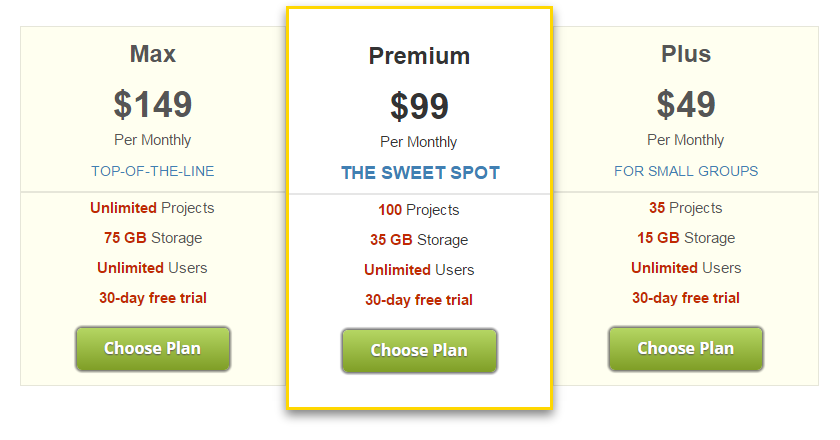 Max
$149
Per Monthly
TOP-OF-THE-LINE
Unlimited Projects
75 GB Storage
Unlimited Users
30-day free trial
Choose Plan
Premium
$99
Per Monthly
THE SWEET SPOT
100 Projects
35 GB Storage
Unlimited Users
30-day free trial
Choose Plan
Plus
$49
Per Monthly
FOR SMALL GROUPS
35 Projects
15 GB Storage
Unlimited Users
30-day free trial
Choose Plan